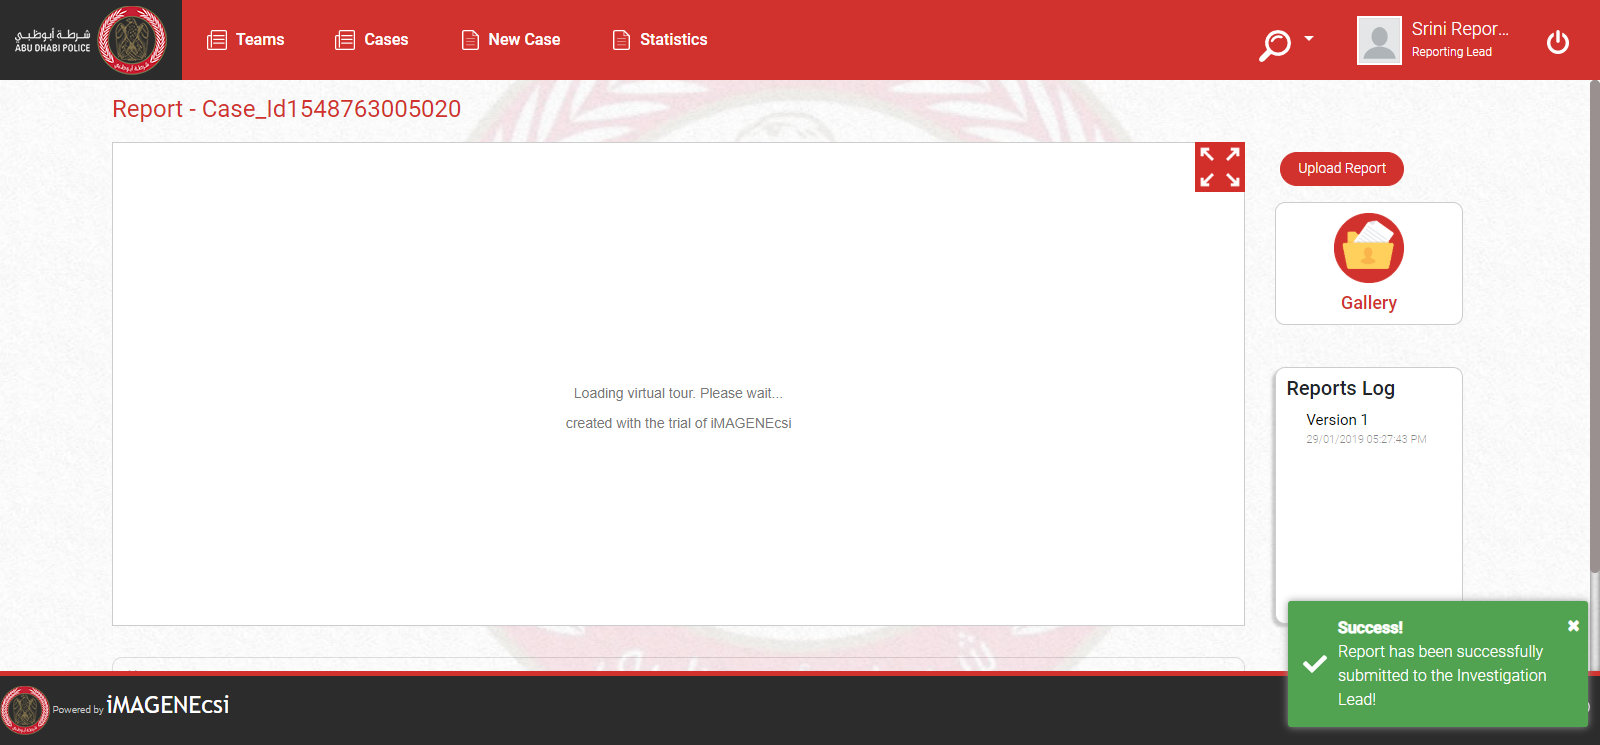 شرطة أبوظبي
ABU DHABI POLICE
شرطة أبوظبي
Teams
Cases
New Case
Statistics
Srini Repor...
Reporting Lead
Report - Case_Id1548763005020
Upload Report
Gallery
Loading virtual tour. Please wait...
created with the trial of iMAGENEcsi
Reports Log
Version 1
29/01/2019 05:27:43 PM
Success!
Report has been successfully
submitted to the Investigation
Lead!
Powered by iMAGENEcsi